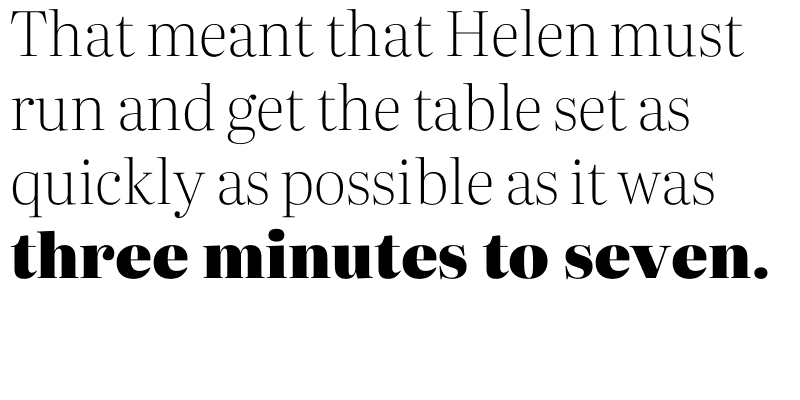 That meant that Helen must
run and get the table set as
quickly as possible as it was
three minutes to seven.